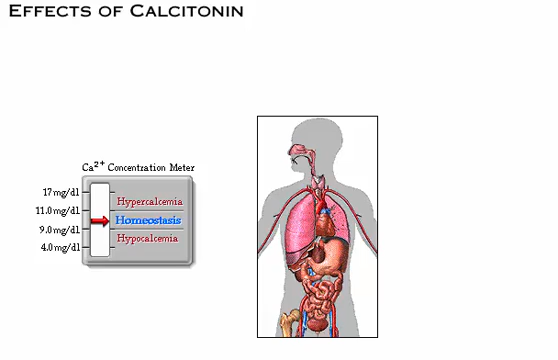 Effects of Calcitonin
Ca2+ Concentration Meter
17 mg/dl
Hypercalcemia
11.0 mg/dl
Homeostasis
9.0 mg/dl
Hypocalcemia
4.0 mg/dl